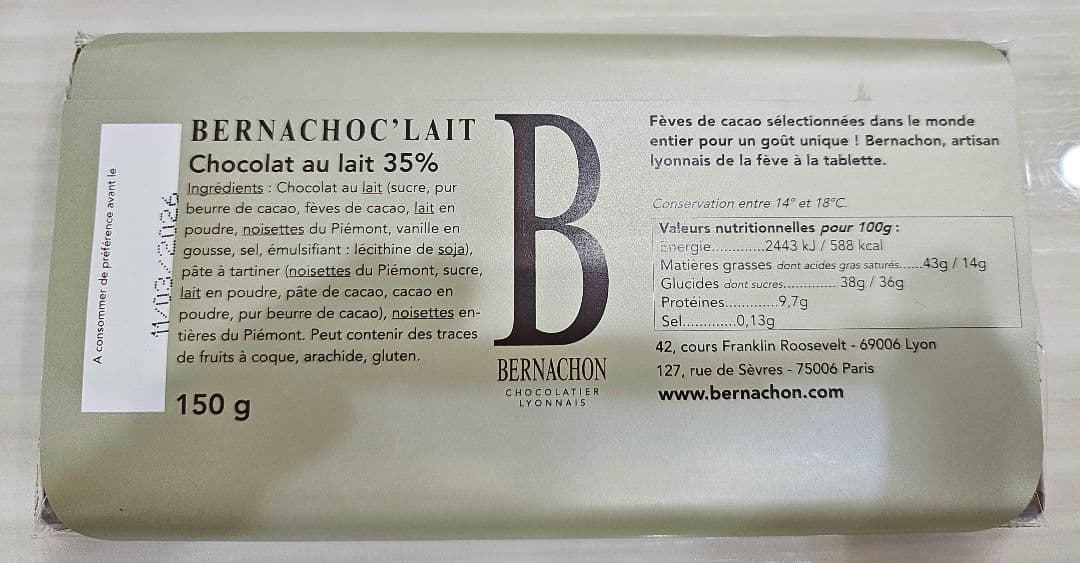 A consommer de préférence avant le
11/03/2026
BERNACHOC'LAIT
Chocolat au lait 35%
Ingrédients : Chocolat au lait (sucre, pur
beurre de cacao, fèves de cacao, lait en
poudre, noisettes du Piémont, vanille en
gousse, sel, émulsifiant : lécithine de soja),
pâte à tartiner (noisettes du Piémont, sucre,
lait en poudre, pâte de cacao, cacao en
poudre, pur beurre de cacao), noisettes en-
tières du Piémont. Peut contenir des traces
de fruits à coque, arachide, gluten.
150 g
B
BERNACHON
CHOCOLATIER
LYONNAIS
Fèves de cacao sélectionnées dans le monde
entier pour un goût unique ! Bernachon, artisan
lyonnais de la fève à la tablette.
Conservation entre 14° et 18°C.
Valeurs nutritionnelles pour 100g :
Énergie.............2443 kJ / 588 kcal
Matières grasses dont acides gras saturés......43g / 14g
Glucides dont sucres.............. 38g / 36g
Protéines.............9,7g
Sel.............0,13g
42, cours Franklin Roosevelt - 69006 Lyon
127, rue de Sèvres - 75006 Paris
www.bernachon.com